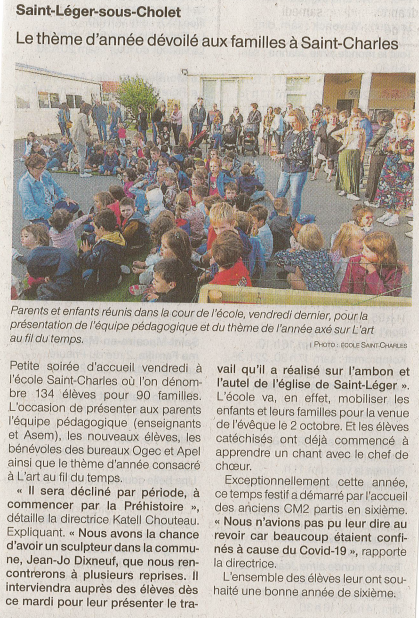 Saint-Léger-sous-Cholet
Le thème d'année dévoilé aux familles à Saint-Charles
Parents et enfants réunis dans la cour de l'école, vendredi dernier, pour la
présentation de l'équipe pédagogique et du thème de l'année axé sur L'art
au fil du temps.
( PHOTO : ECOLE SAINT-CHARLES
Petite soirée d'accueil vendredi à
l'école Saint-Charles où l'on dénom-
bre 134 élèves pour 90 familles.
L'occasion de présenter aux parents
l'équipe pédagogique (enseignants
et Asem), les nouveaux élèves, les
bénévoles des bureaux Ogec et Apel
ainsi que le thème d'année consacré
à L'art au fil du temps.
« Il sera décliné par période, à
commencer par la Préhistoire »,
détaille la directrice Katell Chouteau.
Expliquant. « Nous avons la chance
d'avoir un sculpteur dans la commu-
ne, Jean-Jo Dixneuf, que nous ren-
contrerons à plusieurs reprises. Il
interviendra auprès des élèves dès
ce mardi pour leur présenter le tra-
vail qu'il a réalisé sur l'ambon et
l'autel de l'église de Saint-Léger ».
L'école va, en effet, mobiliser les
enfants et leurs familles pour la venue
de l'évêque le 2 octobre. Et les élèves
catéchisés ont déjà commencé à
apprendre un chant avec le chef de
chœur.
Exceptionnellement cette année,
ce temps festif a démarré par l'accueil
des anciens CM2 partis en sixième.
« Nous n'avions pas pu leur dire au
revoir car beaucoup étaient confi-
nés à cause du Covid-19 », rapporte
la directrice.
L'ensemble des élèves leur ont sou-
haité une bonne année de sixième.